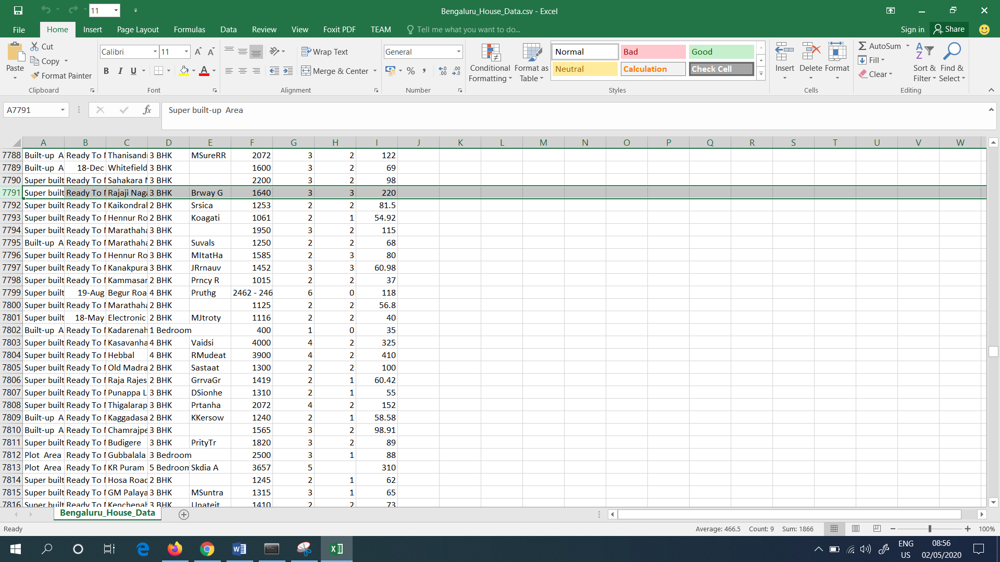 11
Bengaluru_House_Data.csv - Excel
File Home Insert Page Layout Formulas Data Review View Foxit PDF TEAM Tell me what you want to do... Sign in Share
Paste Cut Copy Format Painter Clipboard
Calibri 11 A A B I U A Font
Wrap Text Merge & Center Alignment
General % , Number
Conditional Formatting Format as Table
Normal Bad Good
Neutral Calculation Check Cell
Styles
Insert Delete Format Cells
AutoSum Fill Clear Sort & Filter Find & Select Editing
A7791 fx Super built-up  Area
A B C D E F G H I J K L M N O P Q R S T U V W
7788 Built-up A Ready To Thanisand 3 BHK MSureRR 2072 3 2 122
7789 Built-up A 18-Dec Whitefield 3 BHK 1600 3 2 69
7790 Super built Ready To Sahakara 3 BHK 2200 3 2 98
7791 Super built Ready To Rajaji Naga 3 BHK Brway G 1640 3 3 220
7792 Super built Ready To Kaikondral 2 BHK Srsica 1253 2 2 81.5
7793 Super built Ready To Hennur Ro 2 BHK Koagati 1061 2 1 54.92
7794 Super built Ready To Marathaha 3 BHK 1950 3 2 115
7795 Built-up A Ready To Marathaha 2 BHK Suvals 1250 2 2 68
7796 Super built Ready To Hennur Ro 3 BHK MItatHa 1585 2 3 80
7797 Super built Ready To Kanakpura 3 BHK JRrnauv 1452 3 3 60.98
7798 Super built Ready To Kammasan 2 BHK Prncy R 1015 2 2 37
7799 Super built 19-Aug Begur Roa 4 BHK Pruthg 2462 - 246 6 0 118
7800 Super built Ready To Marathaha 2 BHK 1125 2 2 56.8
7801 Super built 18-May Electronic 2 BHK MJtroty 1116 2 2 40
7802 Built-up A Ready To Kadarenah 1 Bedroom 400 1 0 35
7803 Super built Ready To Kasavanha 4 BHK Vaidsi 4000 4 2 325
7804 Super built Ready To Hebbal 4 BHK RMudeat 3900 4 2 410
7805 Super built Ready To Old Madra 2 BHK Sastaat 1300 2 2 100
7806 Super built Ready To Raja Rajes 2 BHK GrrvaGr 1419 2 1 60.42
7807 Super built Ready To Punappa L 3 BHK DSionhe 1310 2 1 55
7808 Super built Ready To Thigalarap 3 BHK Prtanha 2072 4 2 152
7809 Built-up A Ready To Kaggadasa 2 BHK KKersow 1240 2 1 58.58
7810 Built-up A Ready To Chamrajpe 3 BHK 1565 3 2 98.91
7811 Super built Ready To Budigere 3 BHK PrityTr 1820 3 2 89
7812 Plot Area Ready To Gubbalala 3 Bedroom 2500 3 1 88
7813 Plot Area Ready To KR Puram 5 Bedroom Skdia A 3657 5 310
7814 Super built Ready To Hosa Road 2 BHK 1245 2 1 62
7815 Super built Ready To GM Palaya 3 BHK MSuntra 1315 3 1 65
7816 Super built Ready To Kenchenah 3 BHK Unateit 1410 2 2 73
Bengaluru_House_Data
Ready Average: 466.5 Count: 9 Sum: 1866 100%
ENG US 08:56 02/05/2020